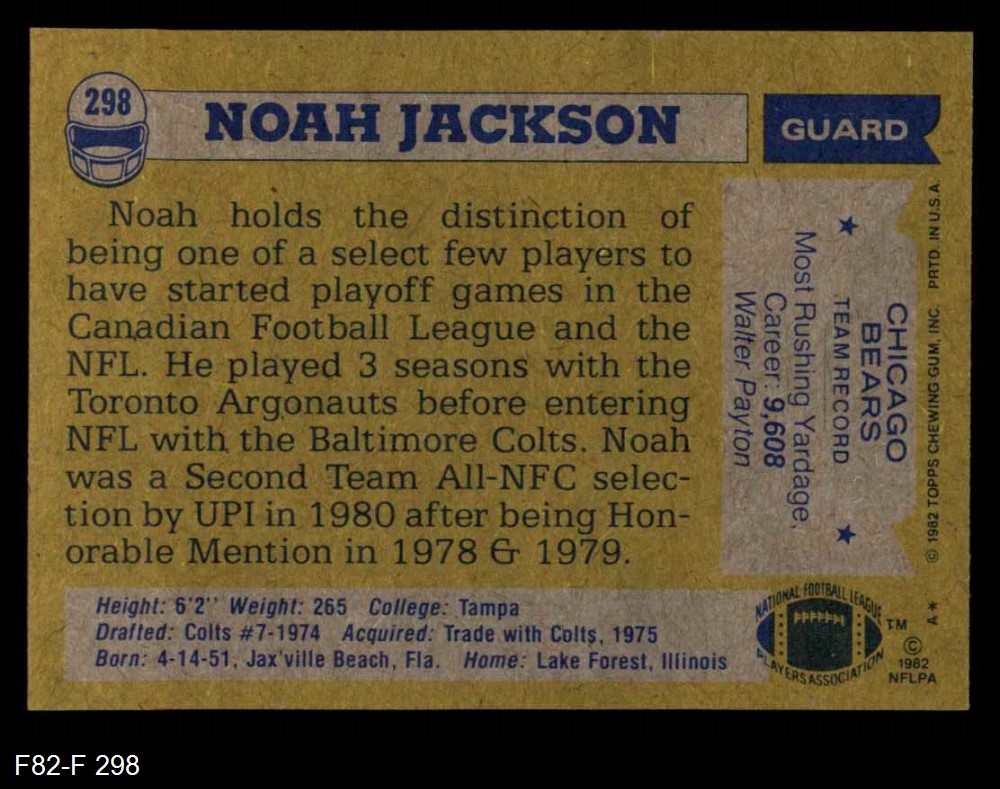 298
NOAH JACKSON
GUARD
Noah holds the distinction of
being one of a select few players to
have started playoff games in the
Canadian Football League and the
NFL. He played 3 seasons with the
Toronto Argonauts before entering
NFL with the Baltimore Colts. Noah
was a Second Team All-NFC selec-
tion by UPI in 1980 after being Hon-
orable Mention in 1978 & 1979.
Height: 6'2" Weight: 265 College: Tampa
Drafted: Colts #7-1974 Acquired: Trade with Colts, 1975
Born: 4-14-51, Jax'ville Beach, Fla. Home: Lake Forest, Illinois
CHICAGO
BEARS
★ TEAM RECORD ★
Most Rushing Yardage,
Career: 9,608
Walter Payton
© 1982 TOPPS CHEWING GUM, INC. PRTD. IN U.S.A.
A*
NATIONAL FOOTBALL LEAGUE
PLAYERS ASSOCIATION
TM
©
1982
NFLPA
F82-F 298